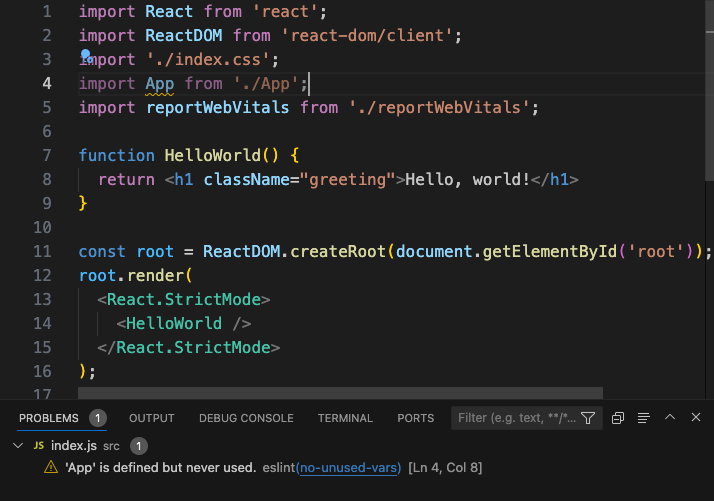 1 import React from 'react';
2 import ReactDOM from 'react-dom/client';
3 import './index.css';
4 import App from './App';
5 import reportWebVitals from './reportWebVitals';
6
7 function HelloWorld() {
8 return <h1 className="greeting">Hello, world!</h1>
9 }
10
11 const root = ReactDOM.createRoot(document.getElementById('root'));
12 root.render(
13 <React.StrictMode>
14 <HelloWorld />
15 </React.StrictMode>
16 );
17
PROBLEMS 1 OUTPUT DEBUG CONSOLE TERMINAL PORTS Filter (e.g. text, **/*...
JS index.js src 1
'App' is defined but never used. eslint(no-unused-vars) [Ln 4, Col 8]